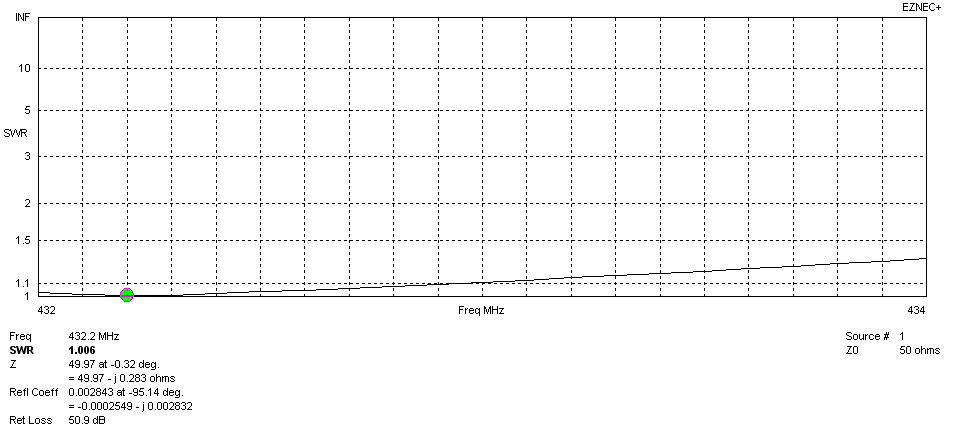 EZNEC+
INF
10
5
SWR
3
2
1.5
1.1
1
432 Freq MHz 434
Freq 432.2 MHz Source # 1
SWR 1.006 Z0 50 ohms
Z 49.97 at -0.32 deg.
= 49.97 - j 0.283 ohms
Refl Coeff 0.002843 at -95.14 deg.
= -0.0002549 - j 0.002832
Ret Loss 50.9 dB